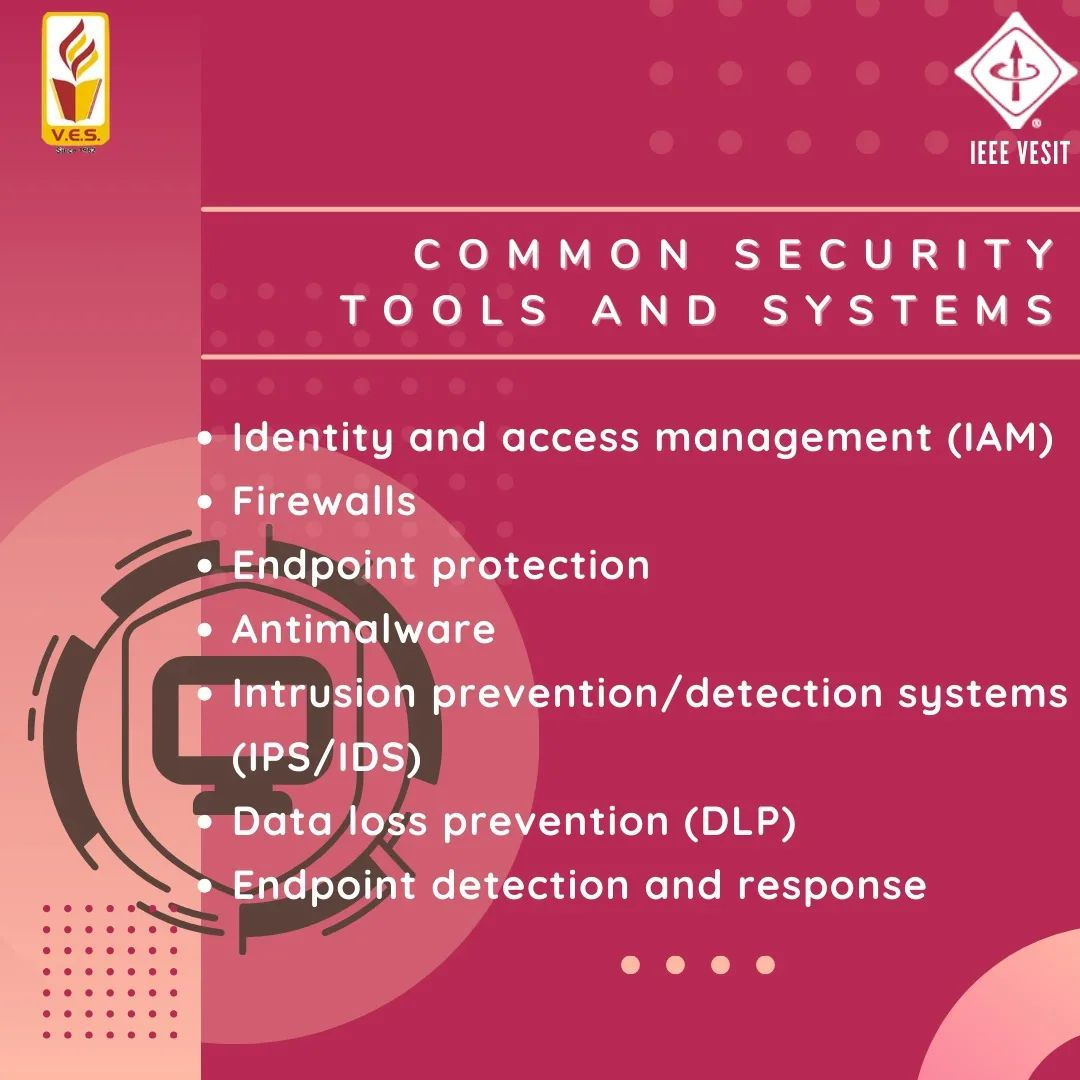 V.E.S.
IEEE VESIT
COMMON SECURITY
TOOLS AND SYSTEMS
• Identity and access management (IAM)
• Firewalls
• Endpoint protection
• Antimalware
• Intrusion prevention/detection systems
(IPS/IDS)
• Data loss prevention (DLP)
• Endpoint detection and response